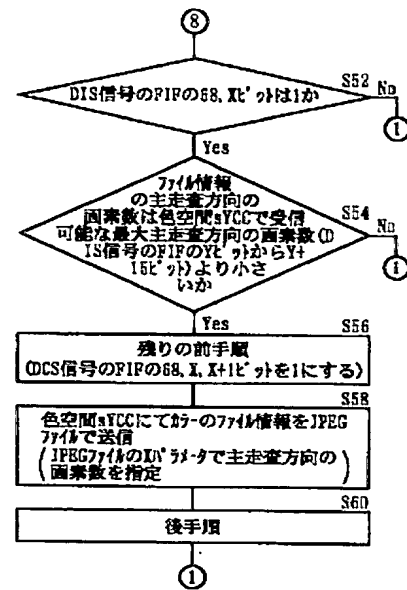 8
S52
DIS信号のFIFの68, Xビットは1か
No
1
Yes
ファイル情報
の主走査方向の
画素数は色空間sYCCで受信
S54
可能な最大主走査方向の画素数(D
No
IS信号のFIFのYビットからY+
15ビット)より小さ
いか
1
Yes
S56
残りの前手順
(DCS信号のFIFの68, X, X+1ビットを1にする)
S58
色空間sYCCにてカラーのファイル情報をJPEG
ファイルで送信
(JPEGファイルのXパラメータで主走査方向の
画素数を指定)
S60
後手順
1